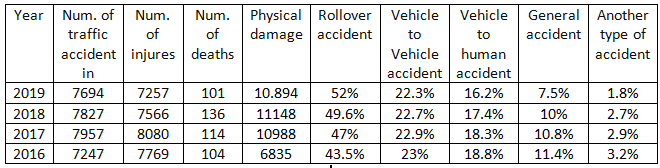 Year Num. of traffic accident in Num. of injures Num. of deaths Physical damage Rollover accident Vehicle to Vehicle accident Vehicle to human accident General accident Another type of accident
2019 7694 7257 101 10.894 52% 22.3% 16.2% 7.5% 1.8%
2018 7827 7566 136 11148 49.6% 22.7% 17.4% 10% 2.7%
2017 7957 8080 114 10988 47% 22.9% 18.3% 10.8% 2.9%
2016 7247 7769 104 6835 43.5% 23% 18.8% 11.4% 3.2%